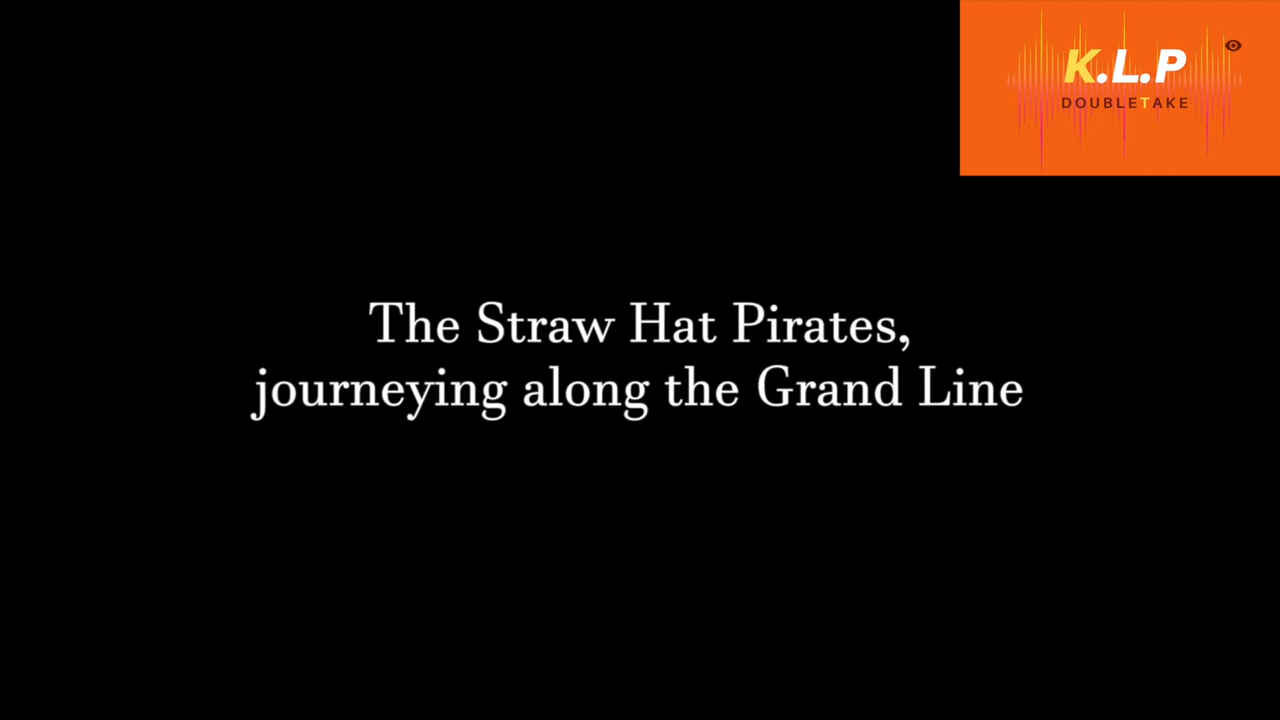 K.L.P
DOUBLETAKE
The Straw Hat Pirates,
journeying along the Grand Line